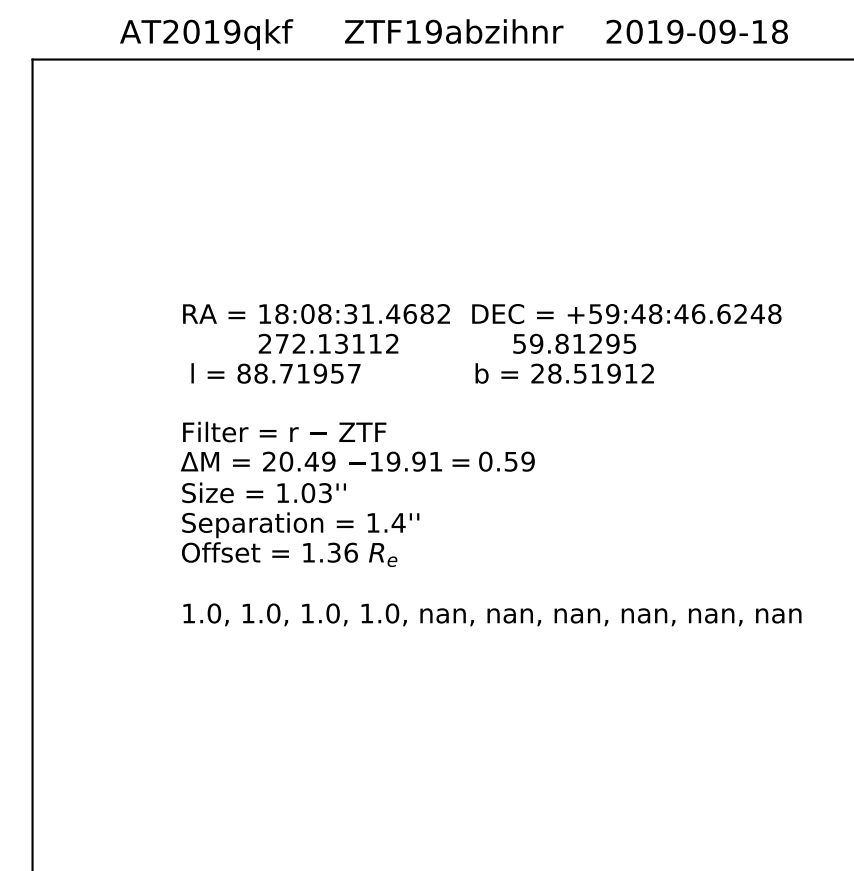 AT2019qkf ZTF19abzihnr 2019-09-18
RA = 18:08:31.4682 DEC = +59:48:46.6248
272.13112 59.81295
l = 88.71957 b = 28.51912
Filter = r − ZTF
ΔM = 20.49 −19.91 = 0.59
Size = 1.03''
Separation = 1.4''
Offset = 1.36 Rₑ
1.0, 1.0, 1.0, 1.0, nan, nan, nan, nan, nan, nan